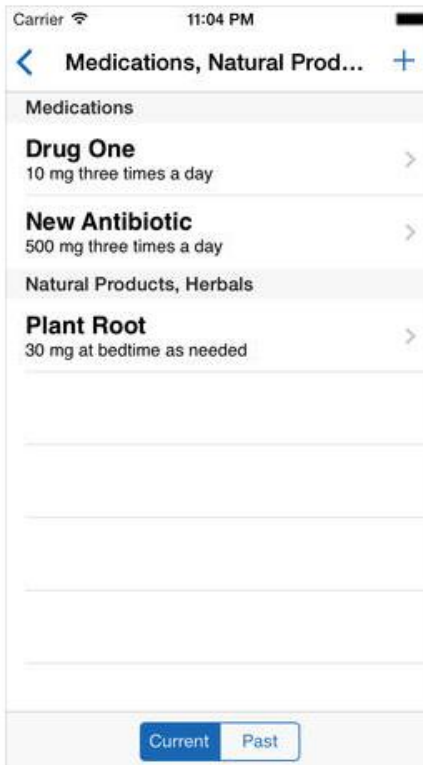 Carrier 11:04 PM
Medications, Natural Prod...
Medications
Drug One
10 mg three times a day
New Antibiotic
500 mg three times a day
Natural Products, Herbals
Plant Root
30 mg at bedtime as needed
Current Past